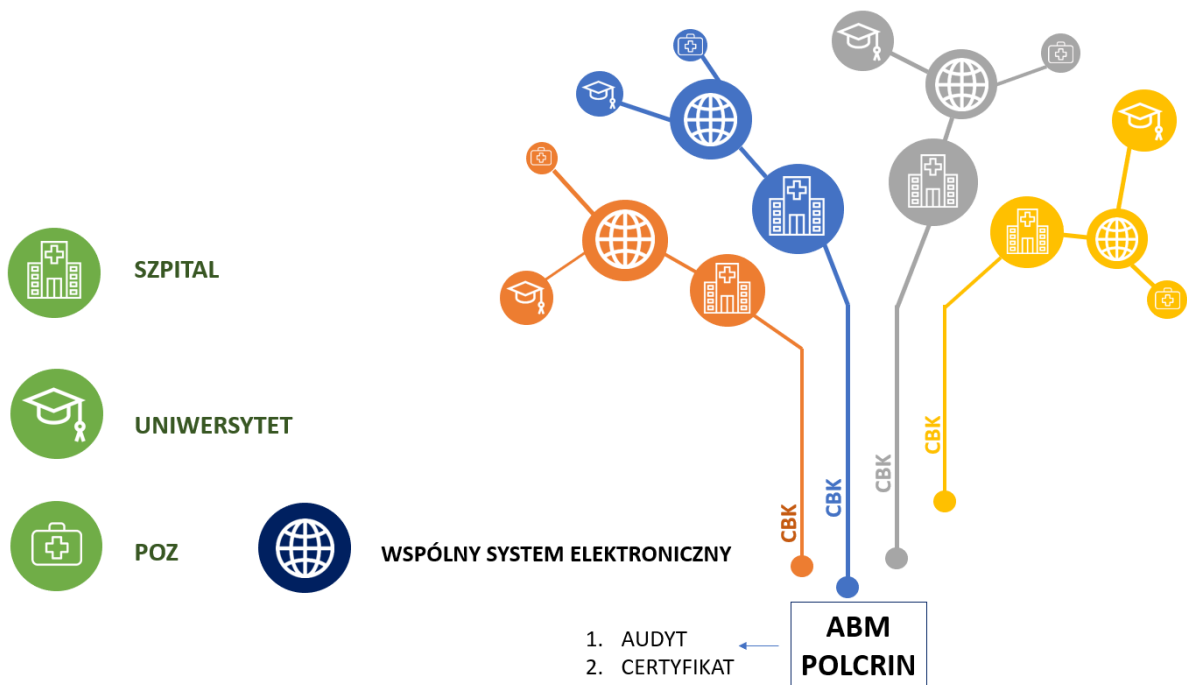 SZPITAL
UNIWERSYTET
POZ
WSPÓLNY SYSTEM ELEKTRONICZNY
CBK
CBK
CBK
CBK
1. AUDYT
2. CERTYFIKAT
ABM
POLCRIN